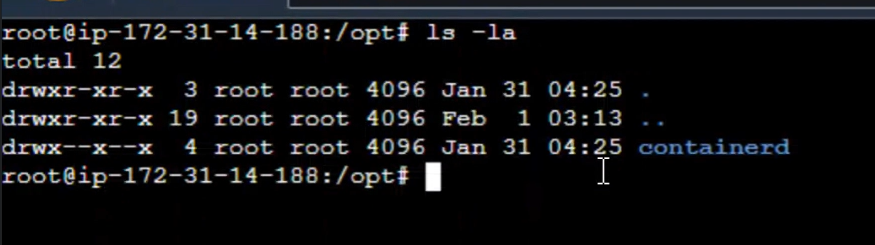 root@ip-172-31-14-188:/opt# ls -la
total 12
drwxr-xr-x  3 root root 4096 Jan 31 04:25 .
drwxr-xr-x 19 root root 4096 Feb  1 03:13 ..
drwx--x--x  4 root root 4096 Jan 31 04:25 containerd
root@ip-172-31-14-188:/opt#